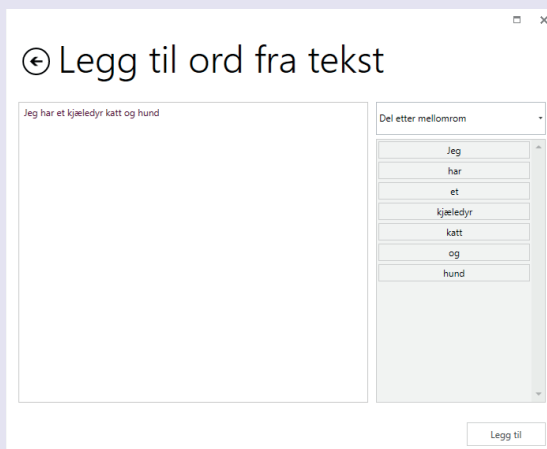 Legg til ord fra tekst
Jeg har et kjæledyr katt og hund
Del etter mellomrom
Jeg
har
et
kjæledyr
katt
og
hund
Legg til